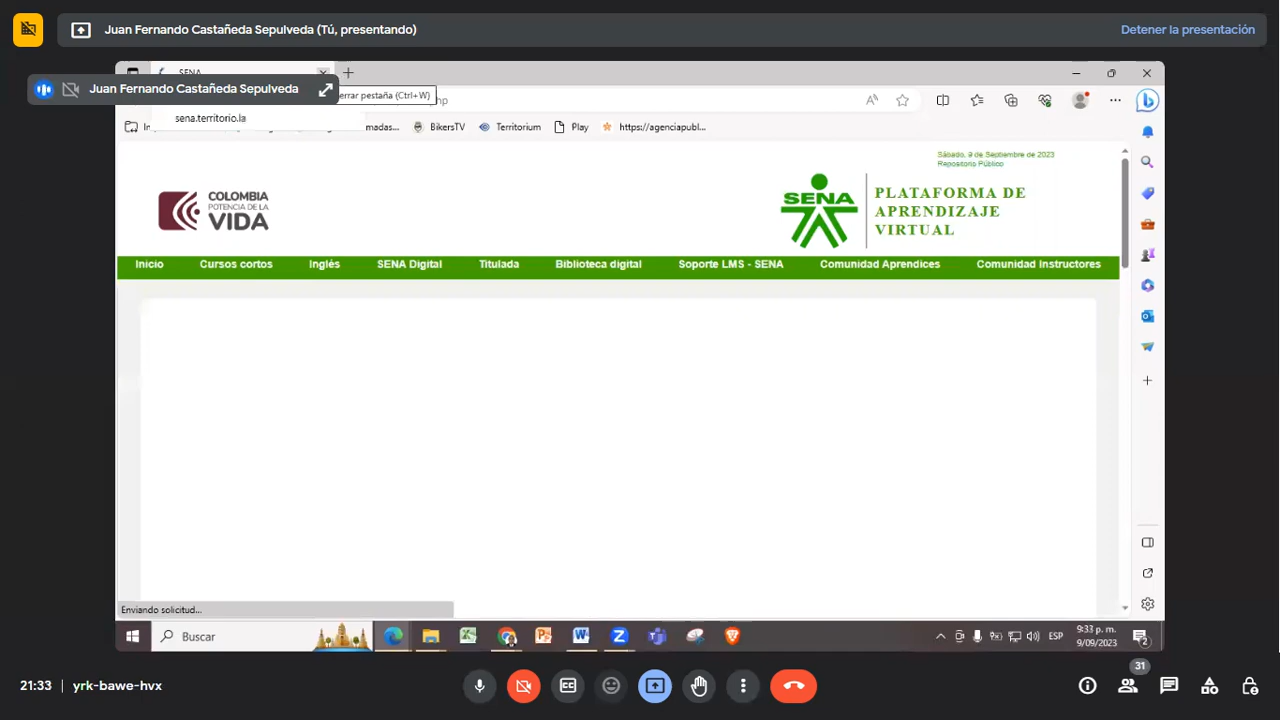 Juan Fernando Castañeda Sepulveda (Tú, presentando)
Detener la presentación
SENA
Juan Fernando Castañeda Sepulveda
errar pestaña (Ctrl+W)
hp
sena.territorio.la
madas...
BikersTV
Territorium
Play
https://agenciapubl...
Sábado, 9 de Septiembre de 2023
Repositorio Público
COLOMBIA
POTENCIA DE LA
VIDA
SENA
PLATAFORMA DE
APRENDIZAJE
VIRTUAL
Inicio Cursos cortos Inglés SENA Digital Titulada Biblioteca digital Soporte LMS - SENA Comunidad Aprendices Comunidad Instructores
Enviando solicitud...
Buscar
ESP
9:33 p. m.
9/09/2023
2
21:33 | yrk-bawe-hvx
31